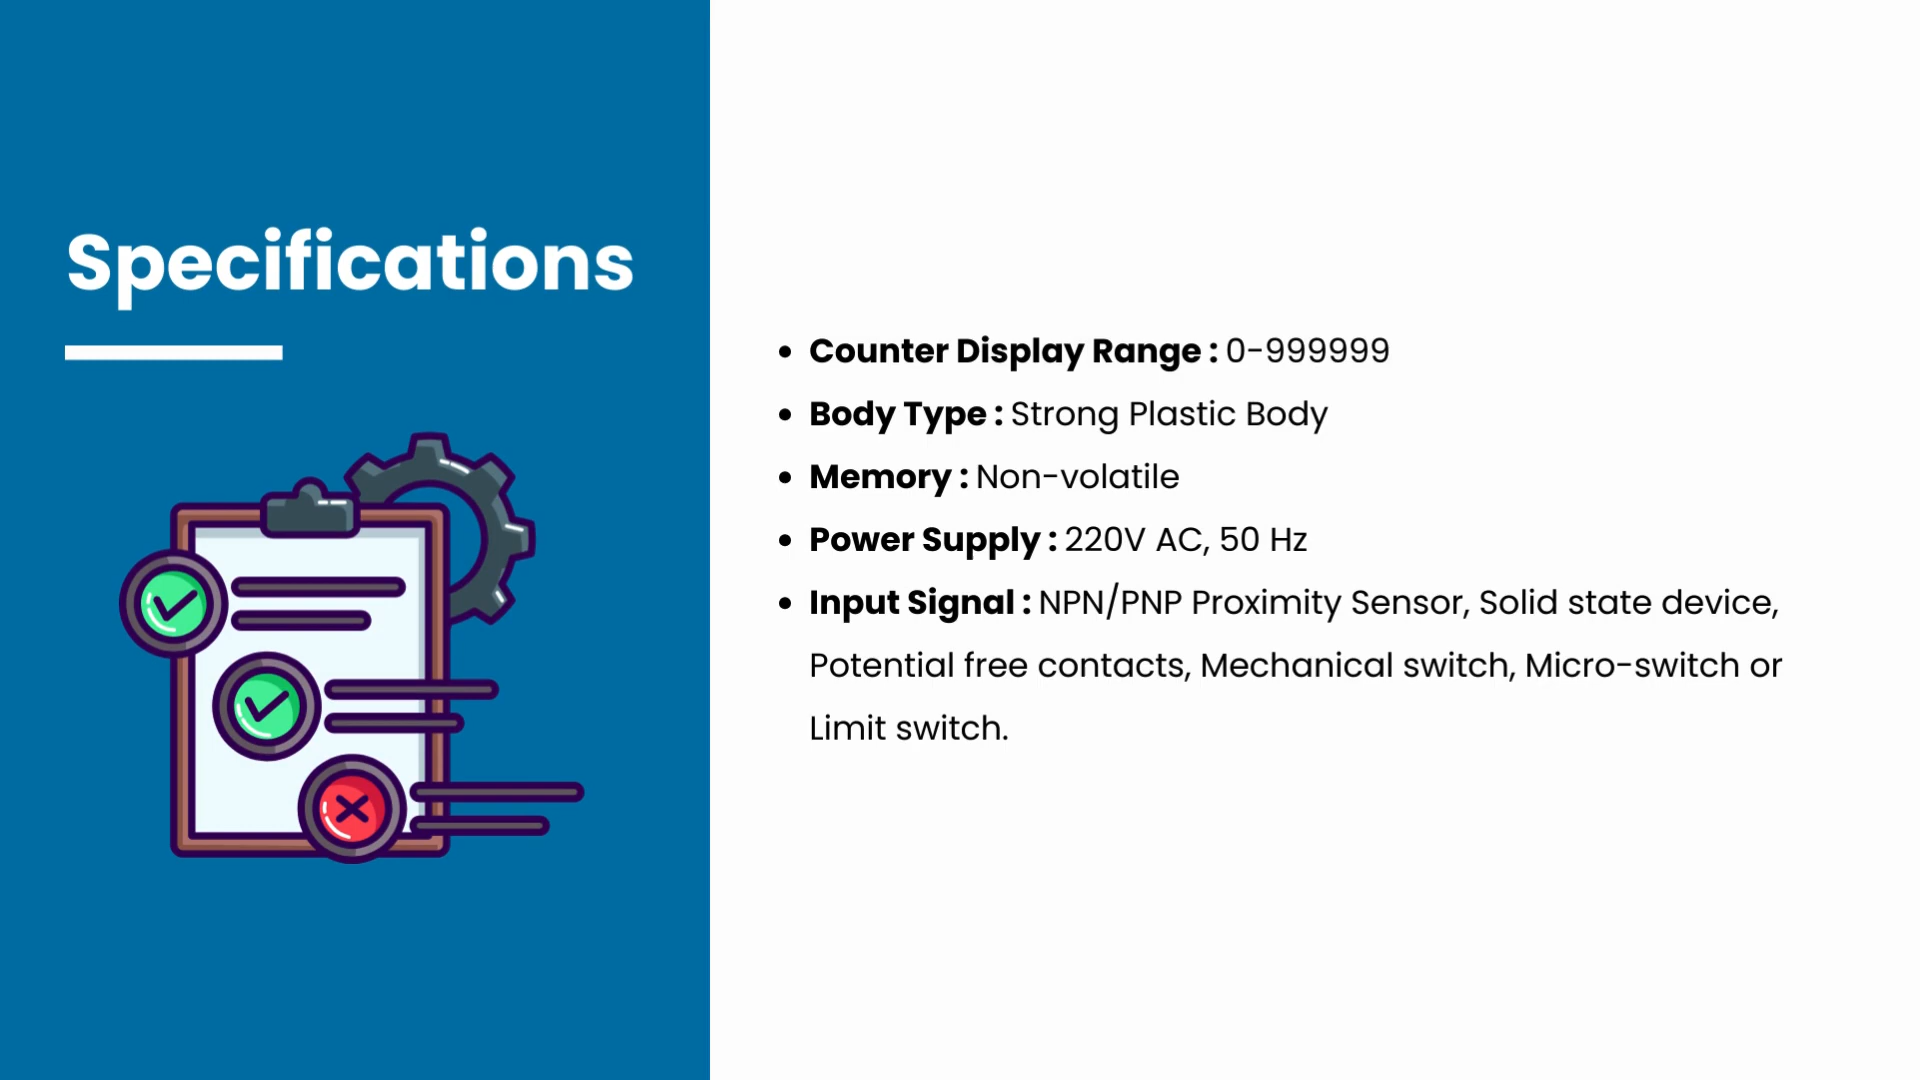 Specifications
• Counter Display Range : 0-999999
• Body Type : Strong Plastic Body
• Memory : Non-volatile
• Power Supply : 220V AC, 50 Hz
• Input Signal : NPN/PNP Proximity Sensor, Solid state device,
Potential free contacts, Mechanical switch, Micro-switch or
Limit switch.